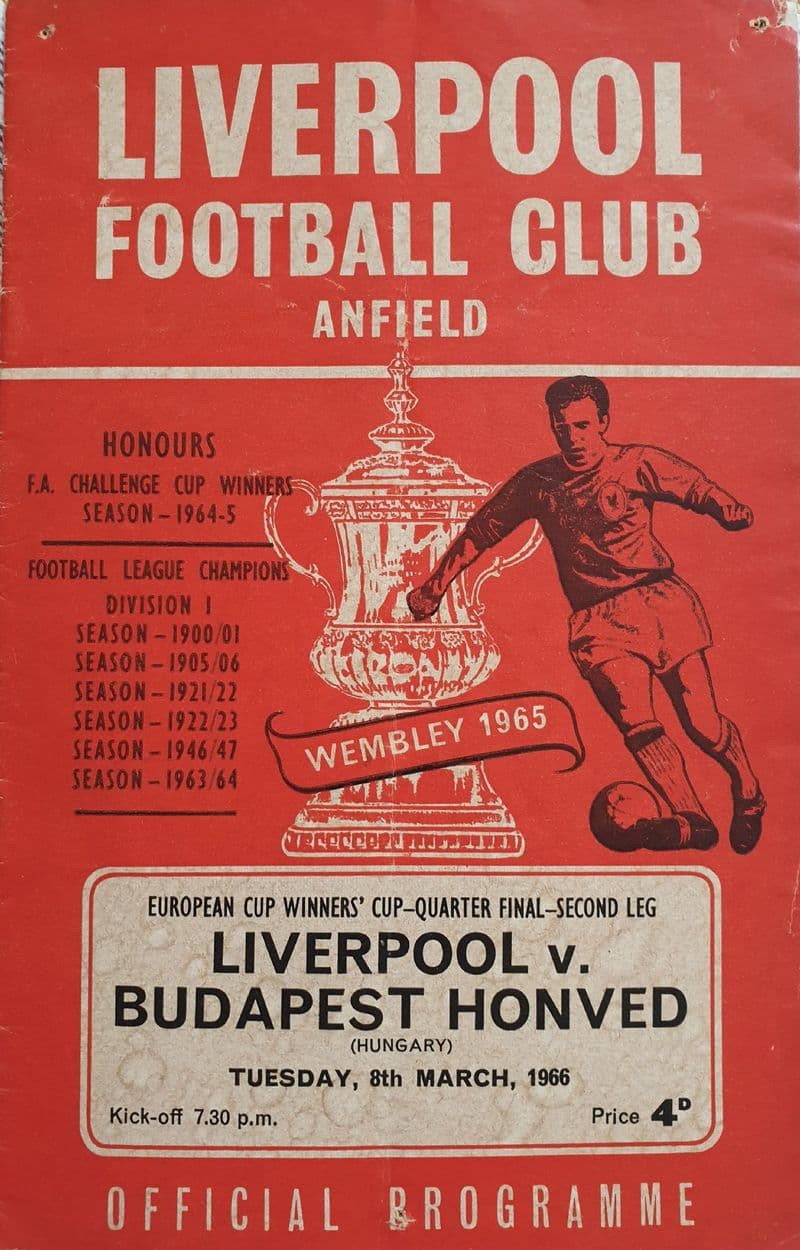 LIVERPOOL
FOOTBALL CLUB
ANFIELD
HONOURS
F.A. CHALLENGE CUP WINNERS
SEASON – 1964-5
FOOTBALL LEAGUE CHAMPIONS
DIVISION I
SEASON – 1900/01
SEASON – 1905/06
SEASON – 1921/22
SEASON – 1922/23
SEASON – 1946/47
SEASON – 1963/64
WEMBLEY 1965
EUROPEAN CUP WINNERS' CUP–QUARTER FINAL–SECOND LEG
LIVERPOOL v.
BUDAPEST HONVED
(HUNGARY)
TUESDAY, 8th MARCH, 1966
Kick-off 7.30 p.m.
Price 4D
OFFICIAL PROGRAMME